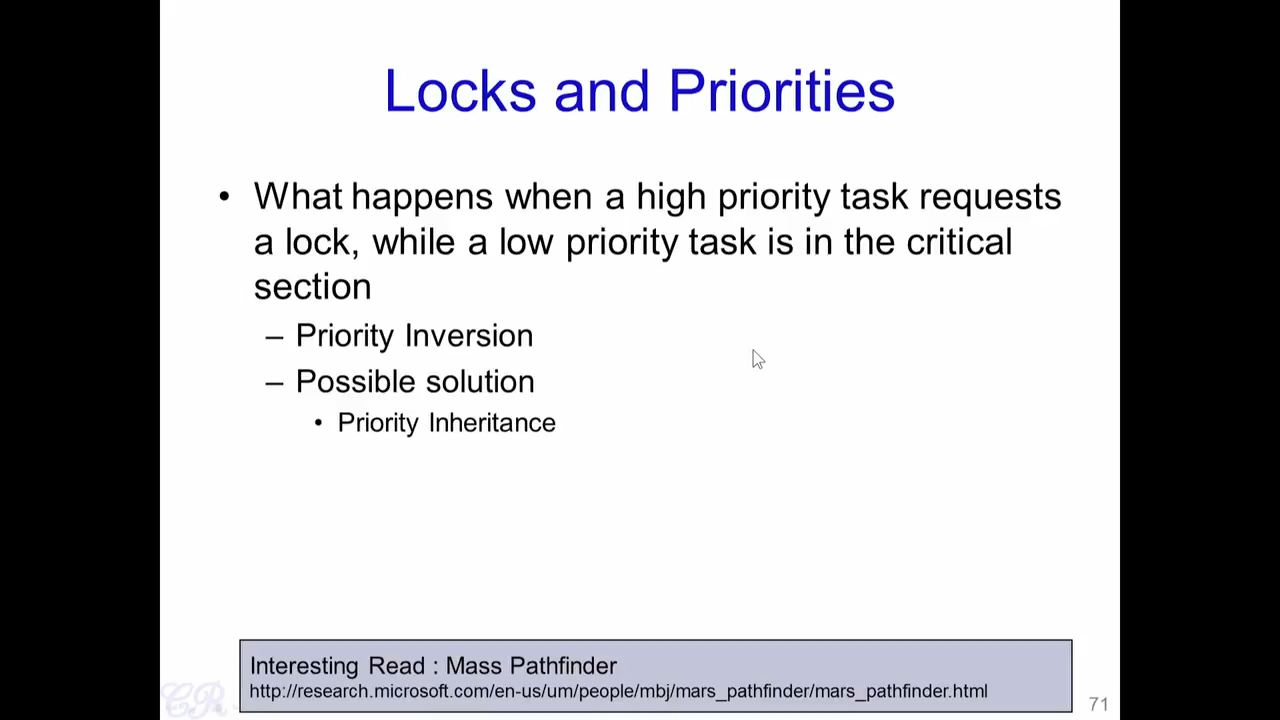 Locks and Priorities
• What happens when a high priority task requests
a lock, while a low priority task is in the critical
section
– Priority Inversion
– Possible solution
• Priority Inheritance
Interesting Read : Mass Pathfinder
http://research.microsoft.com/en-us/um/people/mbj/mars_pathfinder/mars_pathfinder.html
CR
71